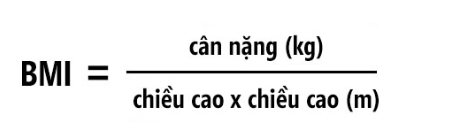 cân nặng (kg)
BMI =
chiều cao x chiều cao (m)